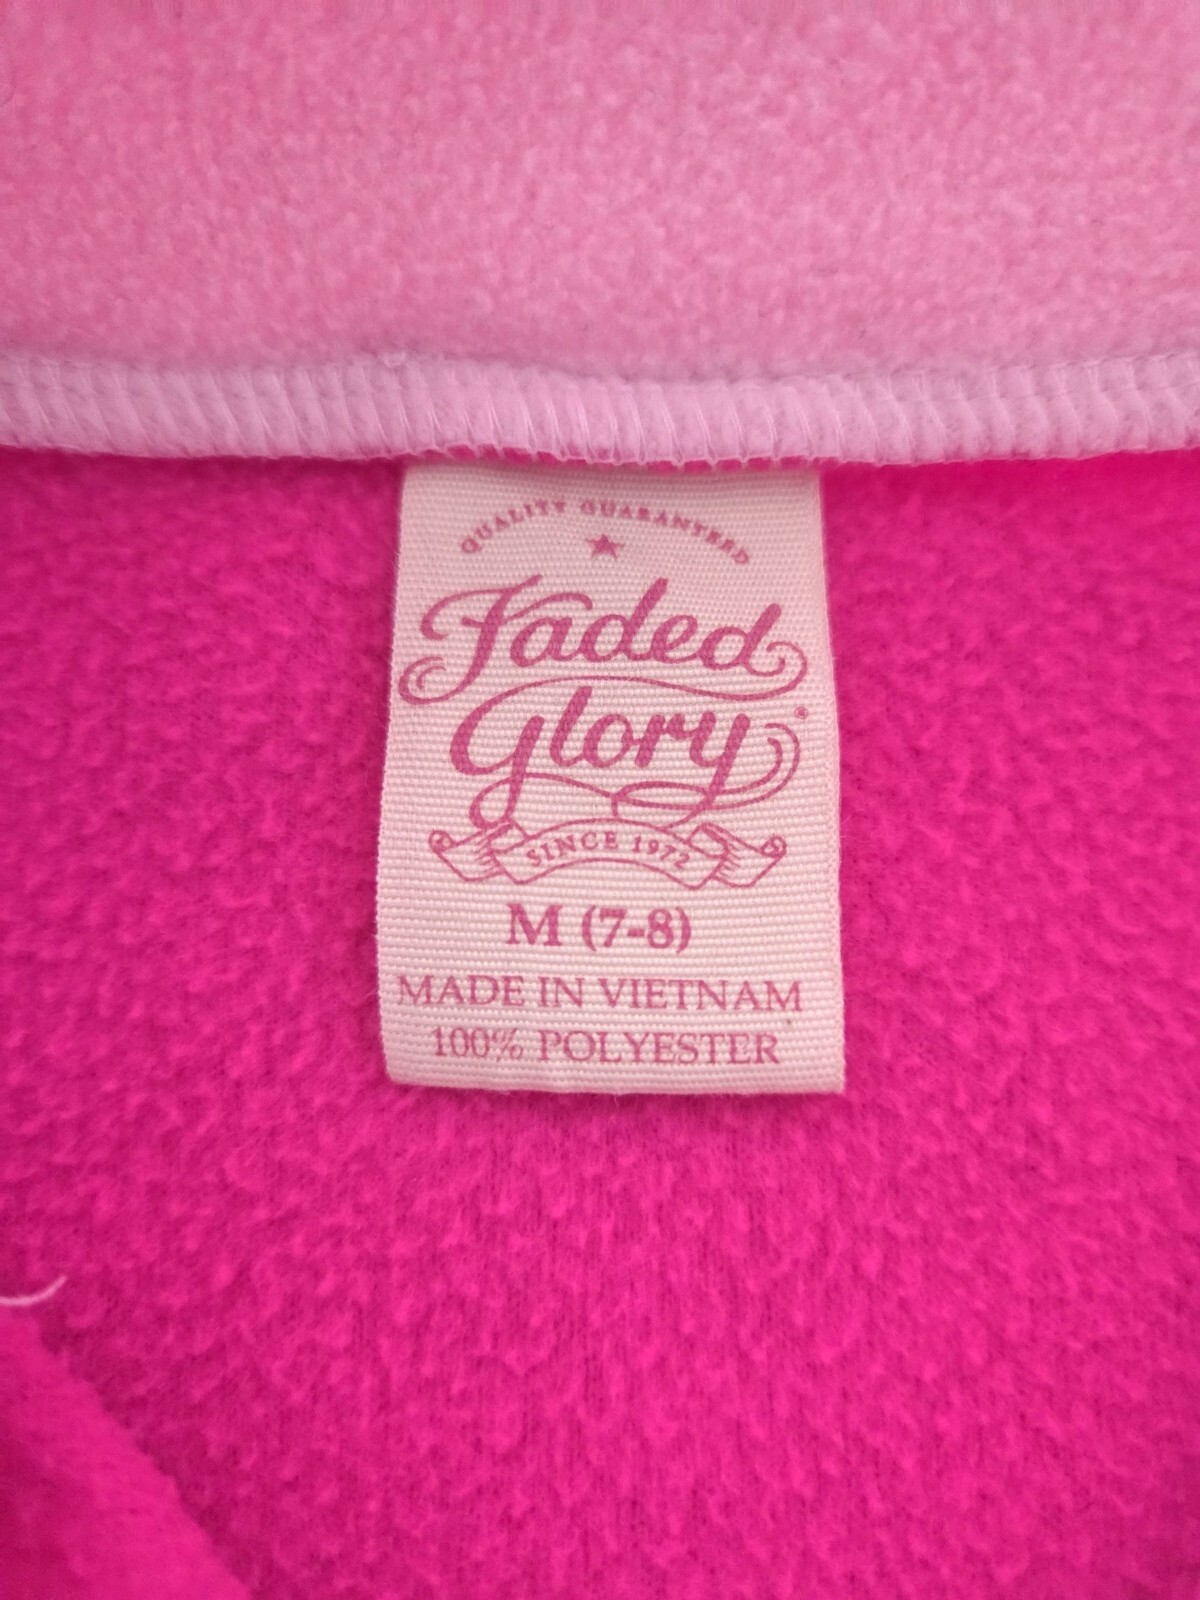 QUALITY GUARANTEED
Faded
Glory®
SINCE 1972
M (7-8)
MADE IN VIETNAM
100% POLYESTER